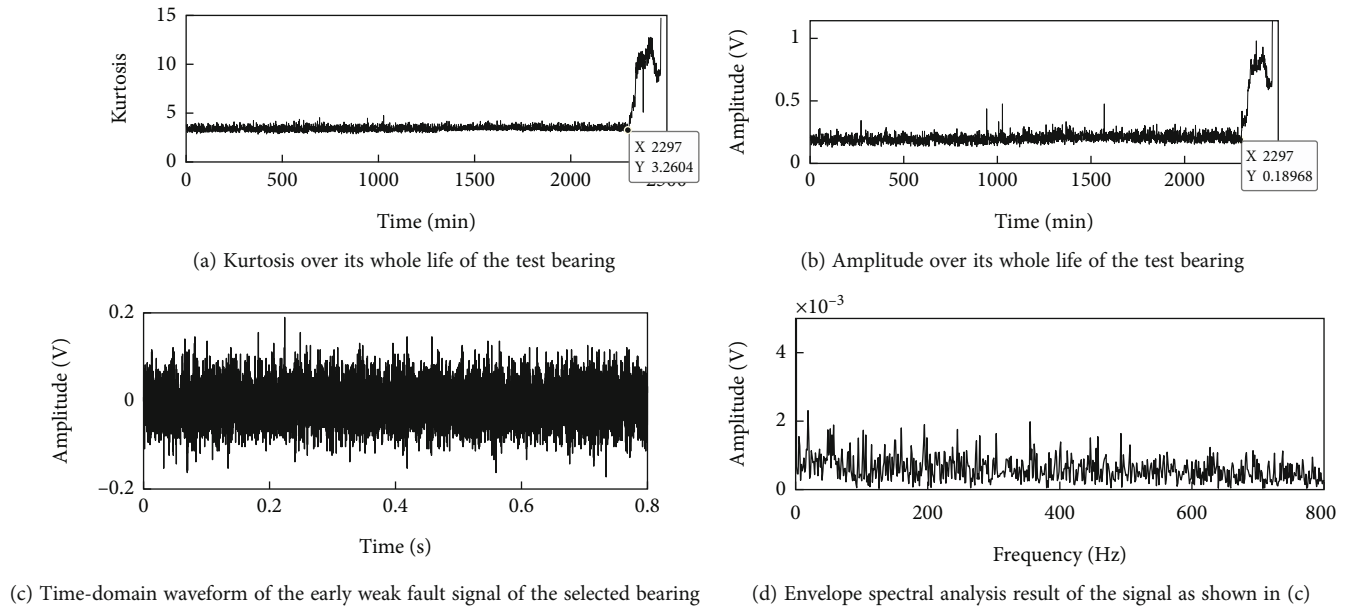 15
10
5
0
Kurtosis
0 500 1000 1500 2000 2500
X 2297
Y 3.2604
Time (min)
(a) Kurtosis over its whole life of the test bearing
1
0.5
0
Amplitude (V)
0 500 1000 1500 2000
X 2297
Y 0.18968
Time (min)
(b) Amplitude over its whole life of the test bearing
0.2
0
−0.2
Amplitude (V)
0 0.2 0.4 0.6 0.8
Time (s)
(c) Time-domain waveform of the early weak fault signal of the selected bearing
×10−3
4
2
0
Amplitude (V)
0 200 400 600 800
Frequency (Hz)
(d) Envelope spectral analysis result of the signal as shown in (c)